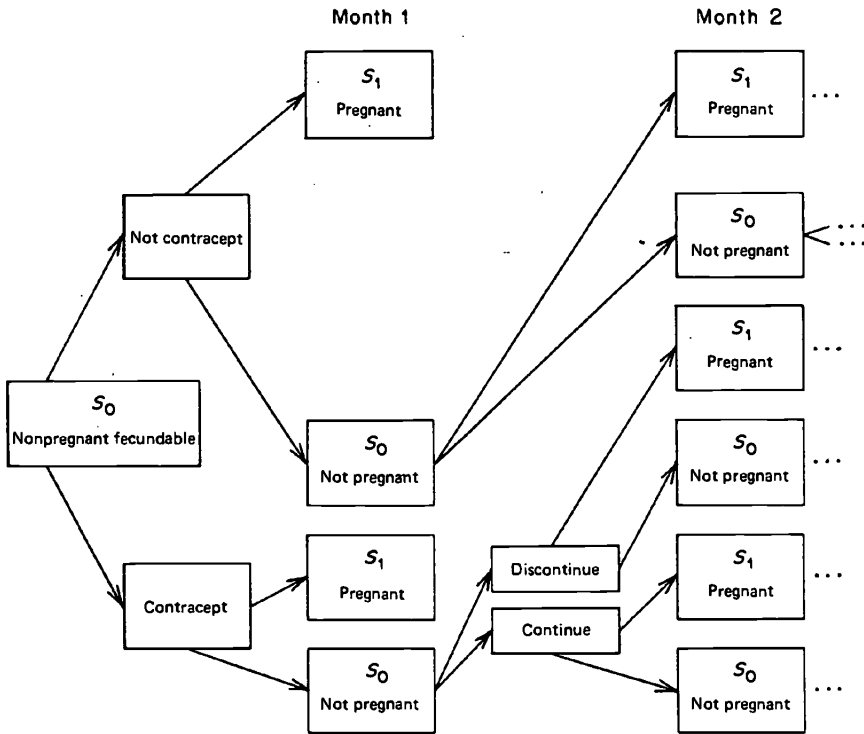 Month 1
Month 2
S1
Pregnant
S1
Pregnant
...
Not contracept
S0
Not pregnant
...
...
S1
Pregnant
...
S0
Nonpregnant fecundable
S0
Not pregnant
S0
Not pregnant
...
Contracept
S1
Pregnant
Discontinue
S1
Pregnant
...
Continue
S0
Not pregnant
S0
Not pregnant
...